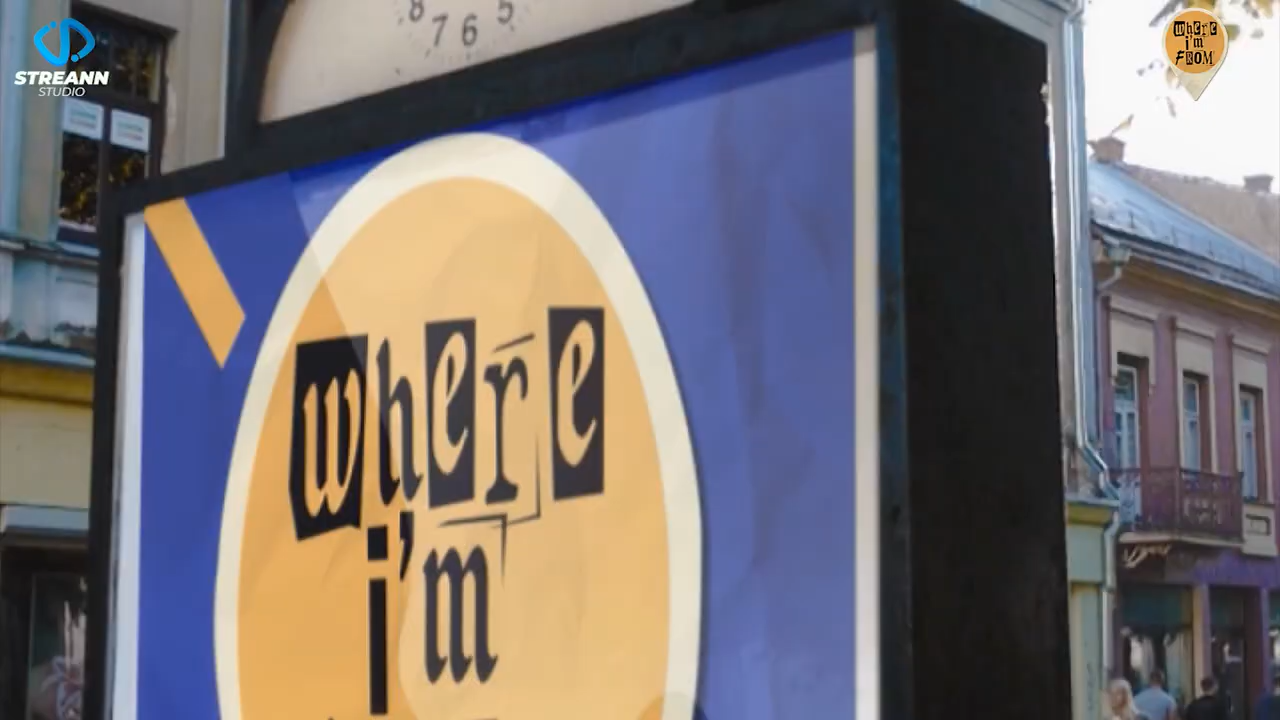 STREANN
STUDIO
8 7 6 5
where
i'm
FROM
where
i'm